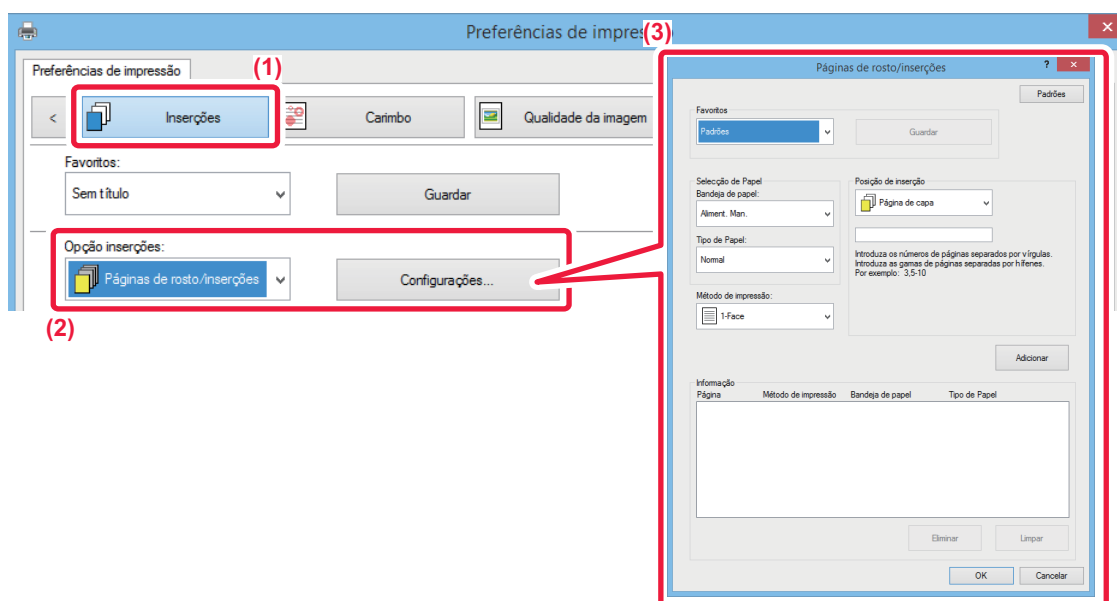 Preferências de impres
(3)
Preferências de impressão
(1)
<
Inserções
Carimbo
Qualidade da imagem
Favoritos:
Sem título
Guardar
Opção inserções:
Páginas de rosto/inserções
Configurações...
(2)
Páginas de rosto/inserções
?
×
Padrões
Favoritos
Padrões
Guardar
Selecção de Papel
Bandeja de papel:
Aliment. Man.
Tipo de Papel:
Normal
Posição de inserção
Página de capa
Introduza os números de páginas separados por vírgulas.
Introduza as gamas de páginas separadas por hífenes.
Por exemplo: 3,5-10
Método de impressão:
1-Face
Adicionar
Informação
Página Método de impressão Bandeja de papel Tipo de Papel
Eliminar
Limpar
OK
Cancelar